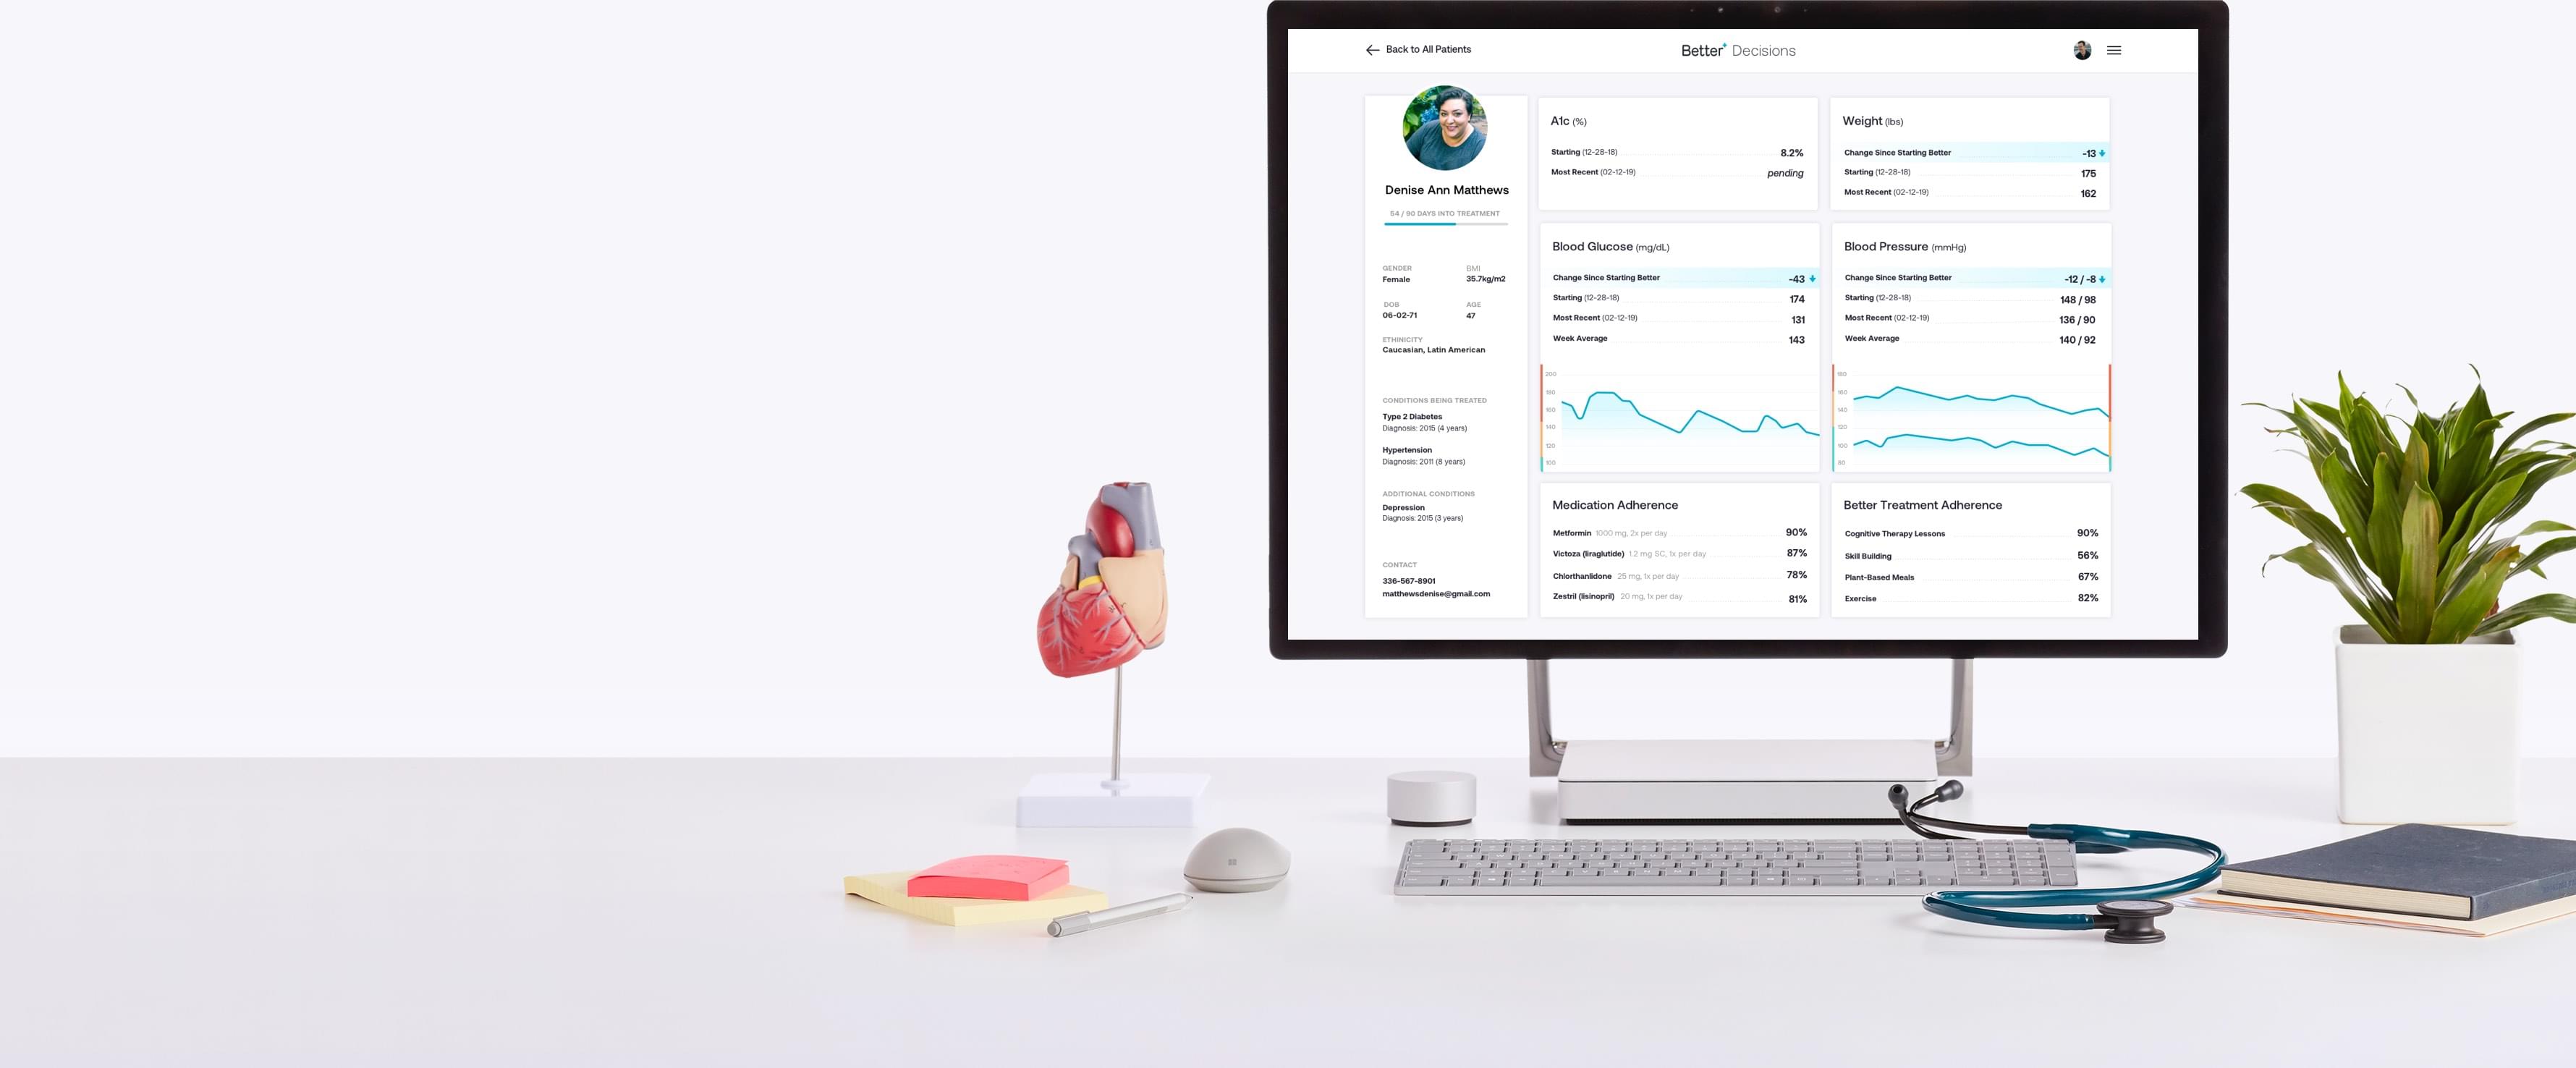 Back to All Patients
Better+ Decisions
Denise Ann Matthews
54 / 90 DAYS INTO TREATMENT
GENDER
Female
BMI
35.7kg/m2
DOB
06-02-71
AGE
47
ETHINICITY
Caucasian, Latin American
CONDITIONS BEING TREATED
Type 2 Diabetes
Diagnosis: 2015 (4 years)
Hypertension
Diagnosis: 2011 (8 years)
ADDITIONAL CONDITIONS
Depression
Diagnosis: 2015 (3 years)
CONTACT
336-567-8901
matthewsdenise@gmail.com
A1c (%)
Starting (12-28-18) 8.2%
Most Recent (02-12-19) pending
Weight (lbs)
Change Since Starting Better -13
Starting (12-28-18) 175
Most Recent (02-12-19) 162
Blood Glucose (mg/dL)
Change Since Starting Better -43
Starting (12-28-18) 174
Most Recent (02-12-19) 131
Week Average 143
200
180
160
140
120
100
Blood Pressure (mmHg)
Change Since Starting Better -12 / -8
Starting (12-28-18) 148 / 98
Most Recent (02-12-19) 136 / 90
Week Average 140 / 92
180
160
140
120
100
80
Medication Adherence
Metformin 1000 mg, 2x per day 90%
Victoza (liraglutide) 1.2 mg SC, 1x per day 87%
Chlorthanlidone 25 mg, 1x per day 78%
Zestril (lisinopril) 20 mg, 1x per day 81%
Better Treatment Adherence
Cognitive Therapy Lessons 90%
Skill Building 56%
Plant-Based Meals 67%
Exercise 82%